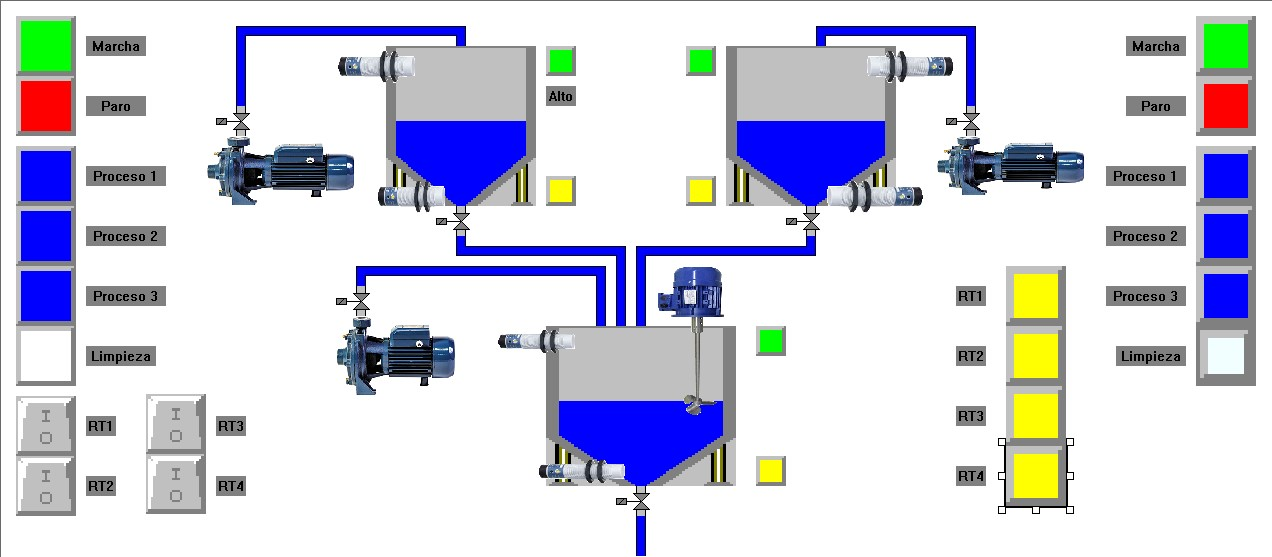 Marcha
Paro
Proceso 1
Proceso 2
Proceso 3
Limpieza
I
O
RT1
I
O
RT3
I
O
RT2
I
O
RT4
Alto
Marcha
Paro
Proceso 1
Proceso 2
Proceso 3
Limpieza
RT1
RT2
RT3
RT4